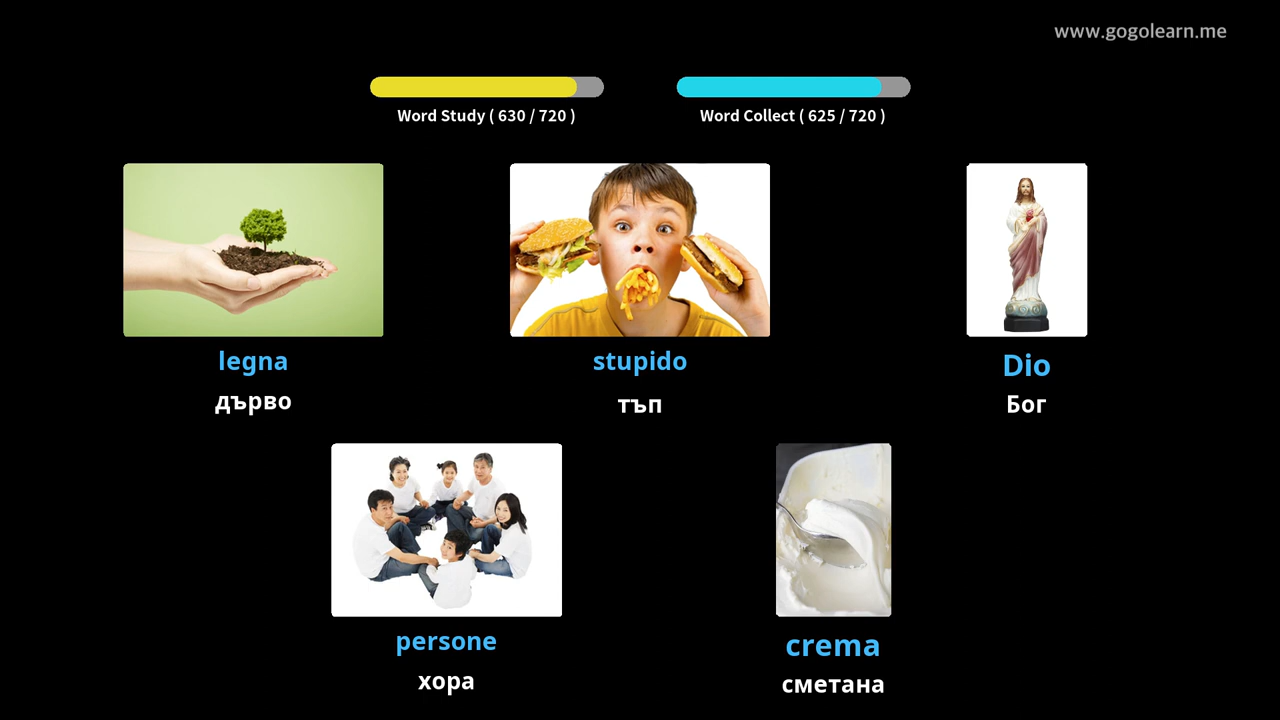 www.gogolearn.me
Word Study ( 630 / 720 )
Word Collect ( 625 / 720 )
legna
дърво
stupido
тъп
Dio
Бог
persone
хора
crema
сметана